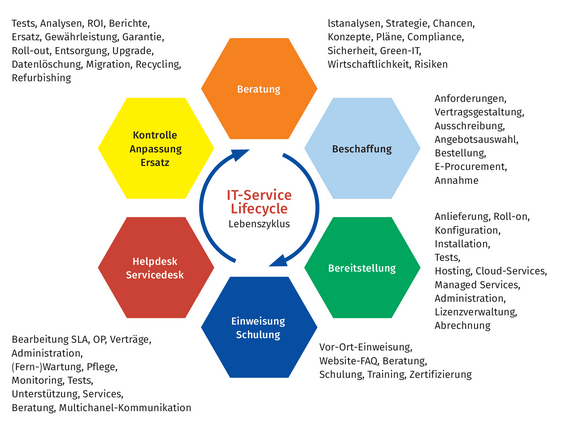 Tests, Analysen, ROI, Berichte,
Ersatz, Gewährleistung, Garantie,
Roll-out, Entsorgung, Upgrade,
Datenlöschung, Migration, Recycling,
Refurbishing
Istanalysen, Strategie, Chancen,
Konzepte, Pläne, Compliance,
Sicherheit, Green-IT,
Wirtschaftlichkeit, Risiken
Beratung
Anforderungen,
Vertragsgestaltung,
Ausschreibung,
Angebotsauswahl,
Bestellung,
E-Procurement,
Annahme
Kontrolle
Anpassung
Ersatz
Beschaffung
IT-Service
Lifecycle
Lebenszyklus
Anlieferung, Roll-on,
Konfiguration,
Installation,
Tests,
Hosting, Cloud-Services,
Managed Services,
Administration,
Lizenzverwaltung,
Abrechnung
Helpdesk
Servicedesk
Bereitstellung
Einweisung
Schulung
Bearbeitung SLA, OP, Verträge,
Administration,
(Fern-)Wartung, Pflege,
Monitoring, Tests,
Unterstützung, Services,
Beratung, Multichanel-Kommunikation
Vor-Ort-Einweisung,
Website-FAQ, Beratung,
Schulung, Training, Zertifizierung